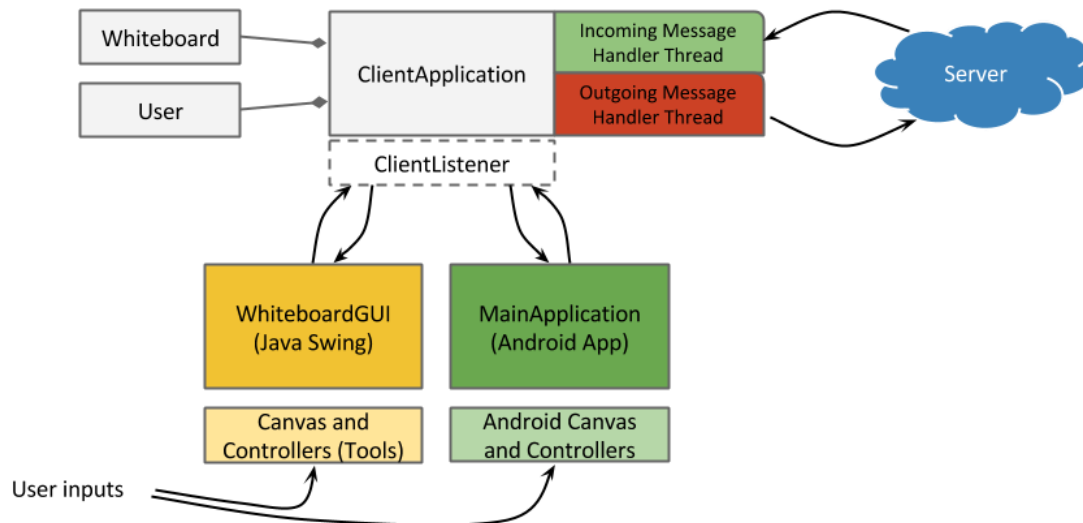 Whiteboard
User
ClientApplication
Incoming Message
Handler Thread
Outgoing Message
Handler Thread
Server
ClientListener
WhiteboardGUI
(Java Swing)
MainApplication
(Android App)
Canvas and
Controllers (Tools)
Android Canvas
and Controllers
User inputs